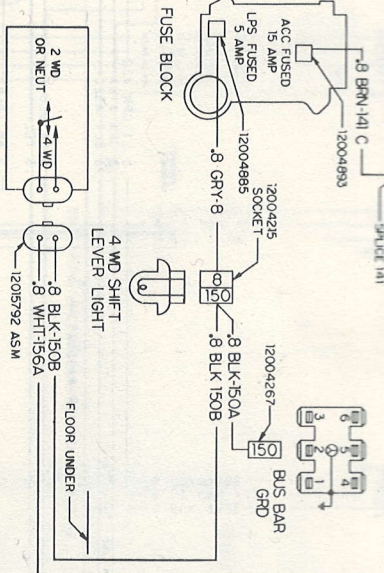 FUSE BLOCK
LPS FUSED
5 AMP
ACC FUSED
15 AMP
.8 BRN-141 C
SPLICE 141
12004893
12004885
.8 GRY-8
12004215
SOCKET
8
150
4 WD SHIFT
LEVER LIGHT
.8 BLK-150A
.8 BLK 150B
12004267
150
BUS BAR
GRD
6
5
4
3
2
1
2 WD
OR NEUT
4 WD
12015792 ASM
.8 BLK-150B
.8 WHT-156A
FLOOR UNDER